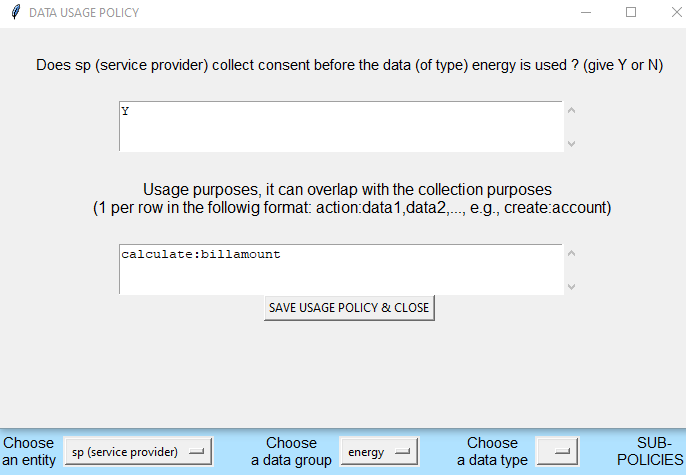 DATA USAGE POLICY
Does sp (service provider) collect consent before the data (of type) energy is used ? (give Y or N)
Y
Usage purposes, it can overlap with the collection purposes
(1 per row in the followig format: action:data1,data2,..., e.g., create:account)
calculate:billamount
SAVE USAGE POLICY & CLOSE
Choose
an entity
sp (service provider)
Choose
a data group
energy
Choose
a data type
SUB-
POLICIES